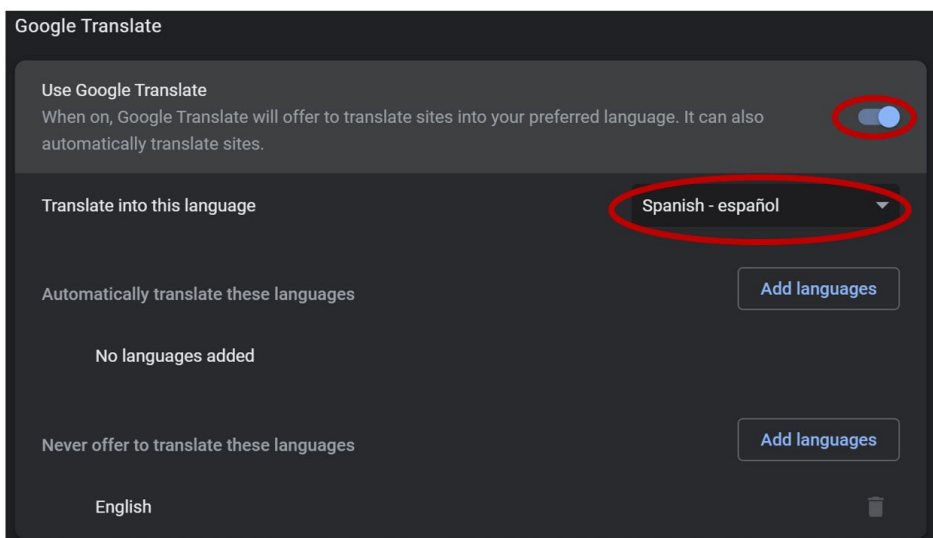 Google Translate
Use Google Translate
When on, Google Translate will offer to translate sites into your preferred language. It can also
automatically translate sites.
Translate into this language
Spanish - español
Automatically translate these languages
Add languages
No languages added
Never offer to translate these languages
Add languages
English